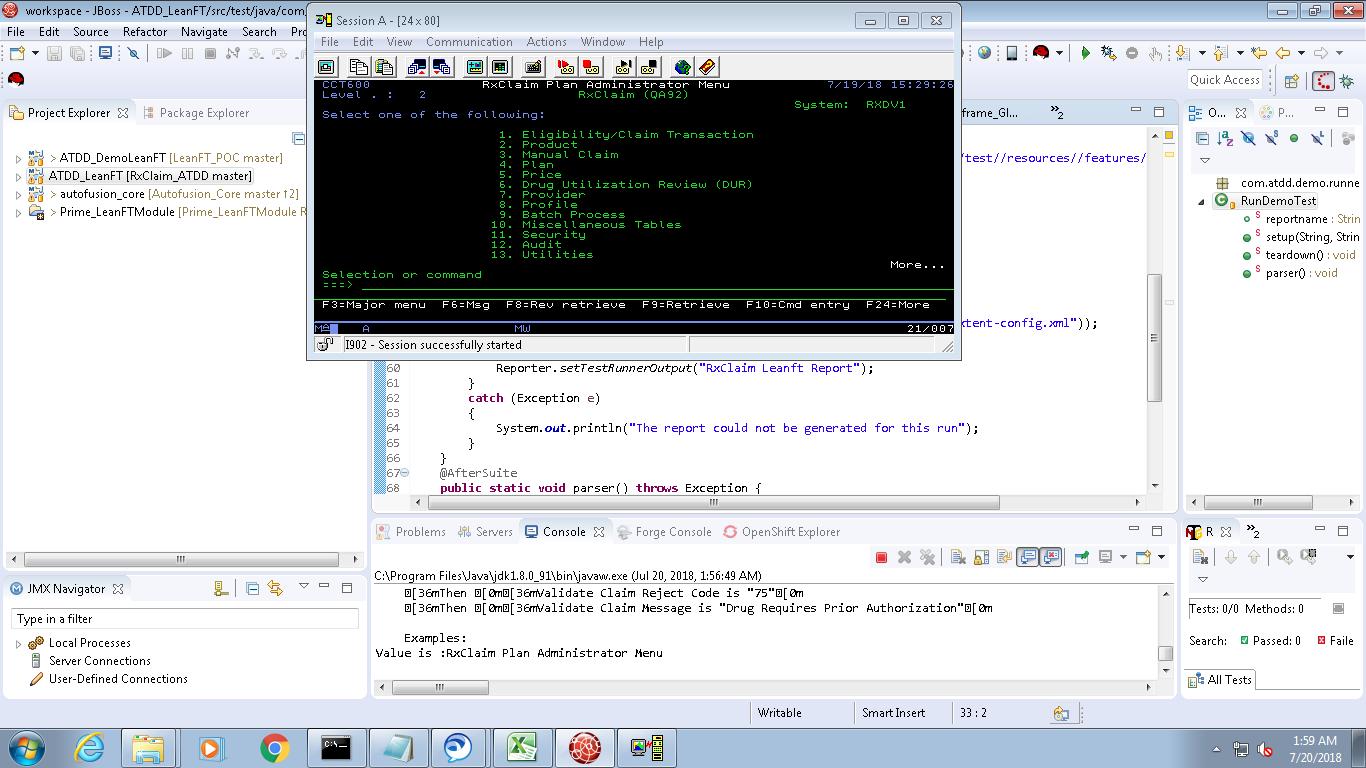 workspace - JBoss - ATDD_LeanFT/src/test/java/com
File Edit Source Refactor Navigate Search
Quick Access
Project Explorer
Package Explorer
> ATDD_DemoLeanFT [LeanFT_POC master]
ATDD_LeanFT [RxClaim_ATDD master]
> autofusion_core [Autofusion_Core master ↑2]
> Prime_LeanFTModule [Prime_LeanFTModule R
Session A - [24 x 80]
File Edit View Communication Actions Window Help
CCT600 RxClaim Plan Administrator Menu 7/19/18 15:29:26
Level . : 2 RxClaim (QA92)
System: RXDV1
Select one of the following:
1. Eligibility/Claim Transaction
2. Product
3. Manual Claim
4. Plan
5. Price
6. Drug Utilization Review (DUR)
7. Provider
8. Profile
9. Batch Process
10. Miscellaneous Tables
11. Security
12. Audit
13. Utilities
More...
Selection or command
===>
F3=Major menu F6=Msg F8=Rev retrieve F9=Retrieve F10=Cmd entry F24=More
MA A MW 21/007
I902 - Session successfully started
frame_Gl...
»2
/test//resources//features/
xtent-config.xml"));
60 Reporter.setTestRunnerOutput("RxClaim Leanft Report");
61 }
62 catch (Exception e)
63 {
64 System.out.println("The report could not be generated for this run");
65 }
66 }
67 @AfterSuite
68 public static void parser() throws Exception {
O...
P...
com.atdd.demo.runne
RunDemoTest
reportname : Strin
setup(String, Strin
teardown() : void
parser() : void
JMX Navigator
Type in a filter
Local Processes
Server Connections
User-Defined Connections
Problems Servers Console Forge Console OpenShift Explorer
C:\Program Files\Java\jdk1.8.0_91\bin\javaw.exe (Jul 20, 2018, 1:56:49 AM)
[36mThen [0m[36mValidate Claim Reject Code is "75"[0m
[36mThen [0m[36mValidate Claim Message is "Drug Requires Prior Authorization"[0m
Examples:
Value is :RxClaim Plan Administrator Menu
R
»2
Tests: 0/0 Methods: 0
Search: Passed: 0 Faile
All Tests
Writable Smart Insert 33 : 2
1:59 AM
7/20/2018